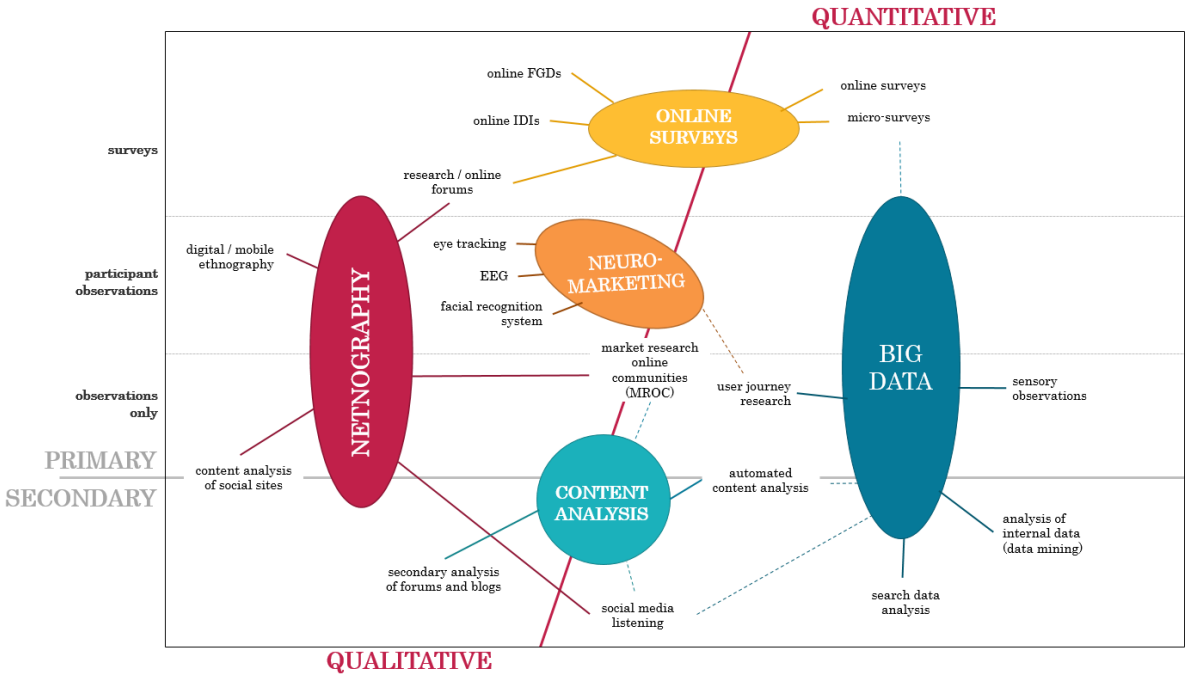 QUANTITATIVE
online FGDs
online surveys
ONLINE
SURVEYS
online IDIs
micro-surveys
surveys
research / online
forums
digital / mobile
ethnography
eye tracking
EEG
facial recognition
system
NEURO-
MARKETING
participant
observations
NETNOGRAPHY
market research
online
communities
(MROC)
user journey
research
BIG
DATA
sensory
observations
observations
only
PRIMARY
SECONDARY
content analysis
of social sites
CONTENT
ANALYSIS
automated
content analysis
analysis of
internal data
(data mining)
secondary analysis
of forums and blogs
social media
listening
search data
analysis
QUALITATIVE